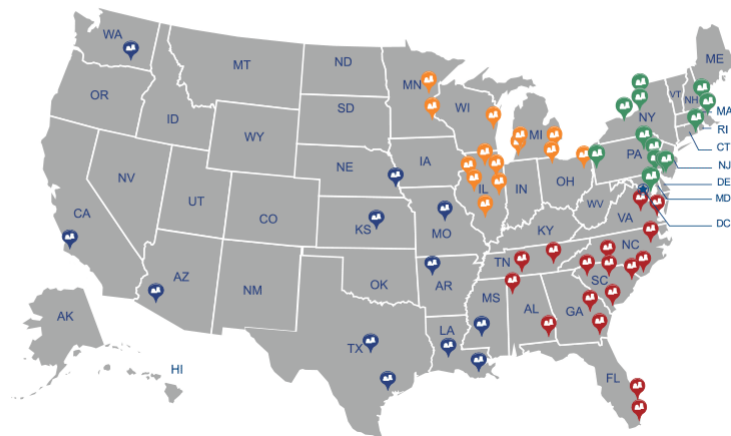 WA
MT
ND
MN
ME
VT
NH
OR
ID
SD
WI
MI
NY
MA
RI
CT
WY
IA
PA
NJ
NE
NV
UT
IL
IN
OH
DE
MD
CA
CO
WV
VA
DC
KS
MO
KY
NC
TN
AZ
NM
OK
AR
SC
MS
AL
GA
AK
HI
TX
LA
FL